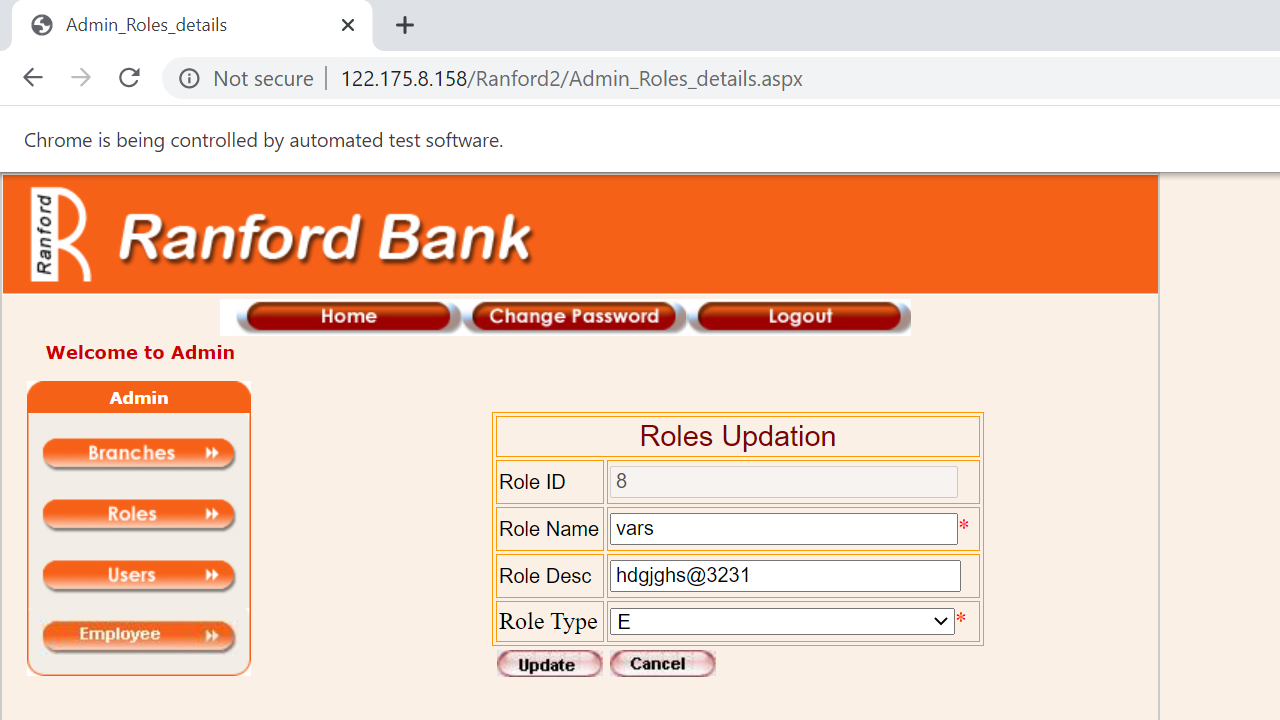 Admin_Roles_details
Not secure 122.175.8.158/Ranford2/Admin_Roles_details.aspx
Chrome is being controlled by automated test software.
Ranford
Ranford Bank
Home Change Password Logout
Welcome to Admin
Admin
Branches
Roles
Users
Employee
Roles Updation
Role ID 8
Role Name vars *
Role Desc hdgjghs@3231
Role Type E *
Update Cancel